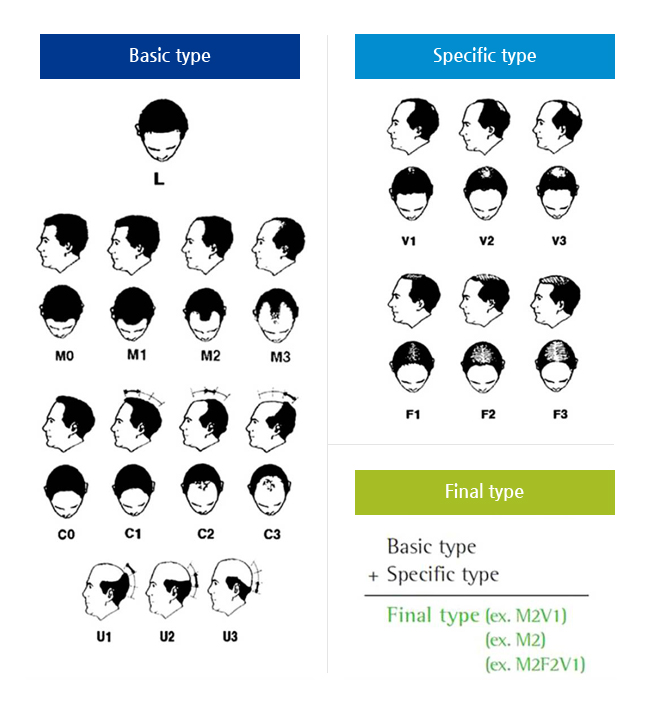 Basic type
L
M0 M1 M2 M3
C0 C1 C2 C3
U1 U2 U3
Specific type
V1 V2 V3
F1 F2 F3
Final type
Basic type
+ Specific type
Final type (ex. M2V1)
(ex. M2)
(ex. M2F2V1)